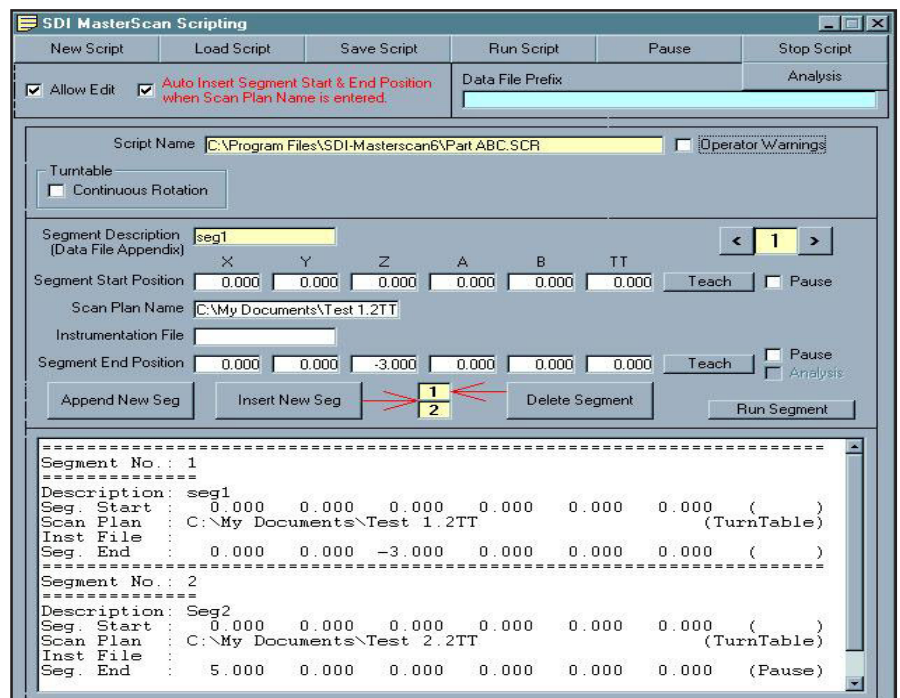 SDI MasterScan Scripting
New Script Load Script Save Script Run Script Pause Stop Script
Allow Edit Auto Insert Segment Start & End Position when Scan Plan Name is entered.
Data File Prefix
Analysis
Script Name C:\Program Files\SDI-Masterscan6\Part ABC.SCR Operator Warnings
Turntable
Continuous Rotation
Segment Description seg1
(Data File Appendix)
< 1 >
X Y Z A B TT
Segment Start Position 0.000 0.000 0.000 0.000 0.000 0.000 Teach Pause
Scan Plan Name C:\My Documents\Test 1.2TT
Instrumentation File
Segment End Position 0.000 0.000 -3.000 0.000 0.000 0.000 Teach Pause
Analysis
Append New Seg Insert New Seg 1 2 Delete Segment Run Segment
==============================
Segment No.: 1
==============
Description: seg1
Seg. Start : 0.000 0.000 0.000 0.000 0.000 0.000 ( )
Scan Plan : C:\My Documents\Test 1.2TT (TurnTable)
Inst File :
Seg. End : 0.000 0.000 -3.000 0.000 0.000 0.000 ( )
==============================
Segment No.: 2
==============
Description: Seg2
Seg. Start : 0.000 0.000 0.000 0.000 0.000 0.000 ( )
Scan Plan : C:\My Documents\Test 2.2TT (TurnTable)
Inst File :
Seg. End : 5.000 0.000 0.000 0.000 0.000 0.000 (Pause)